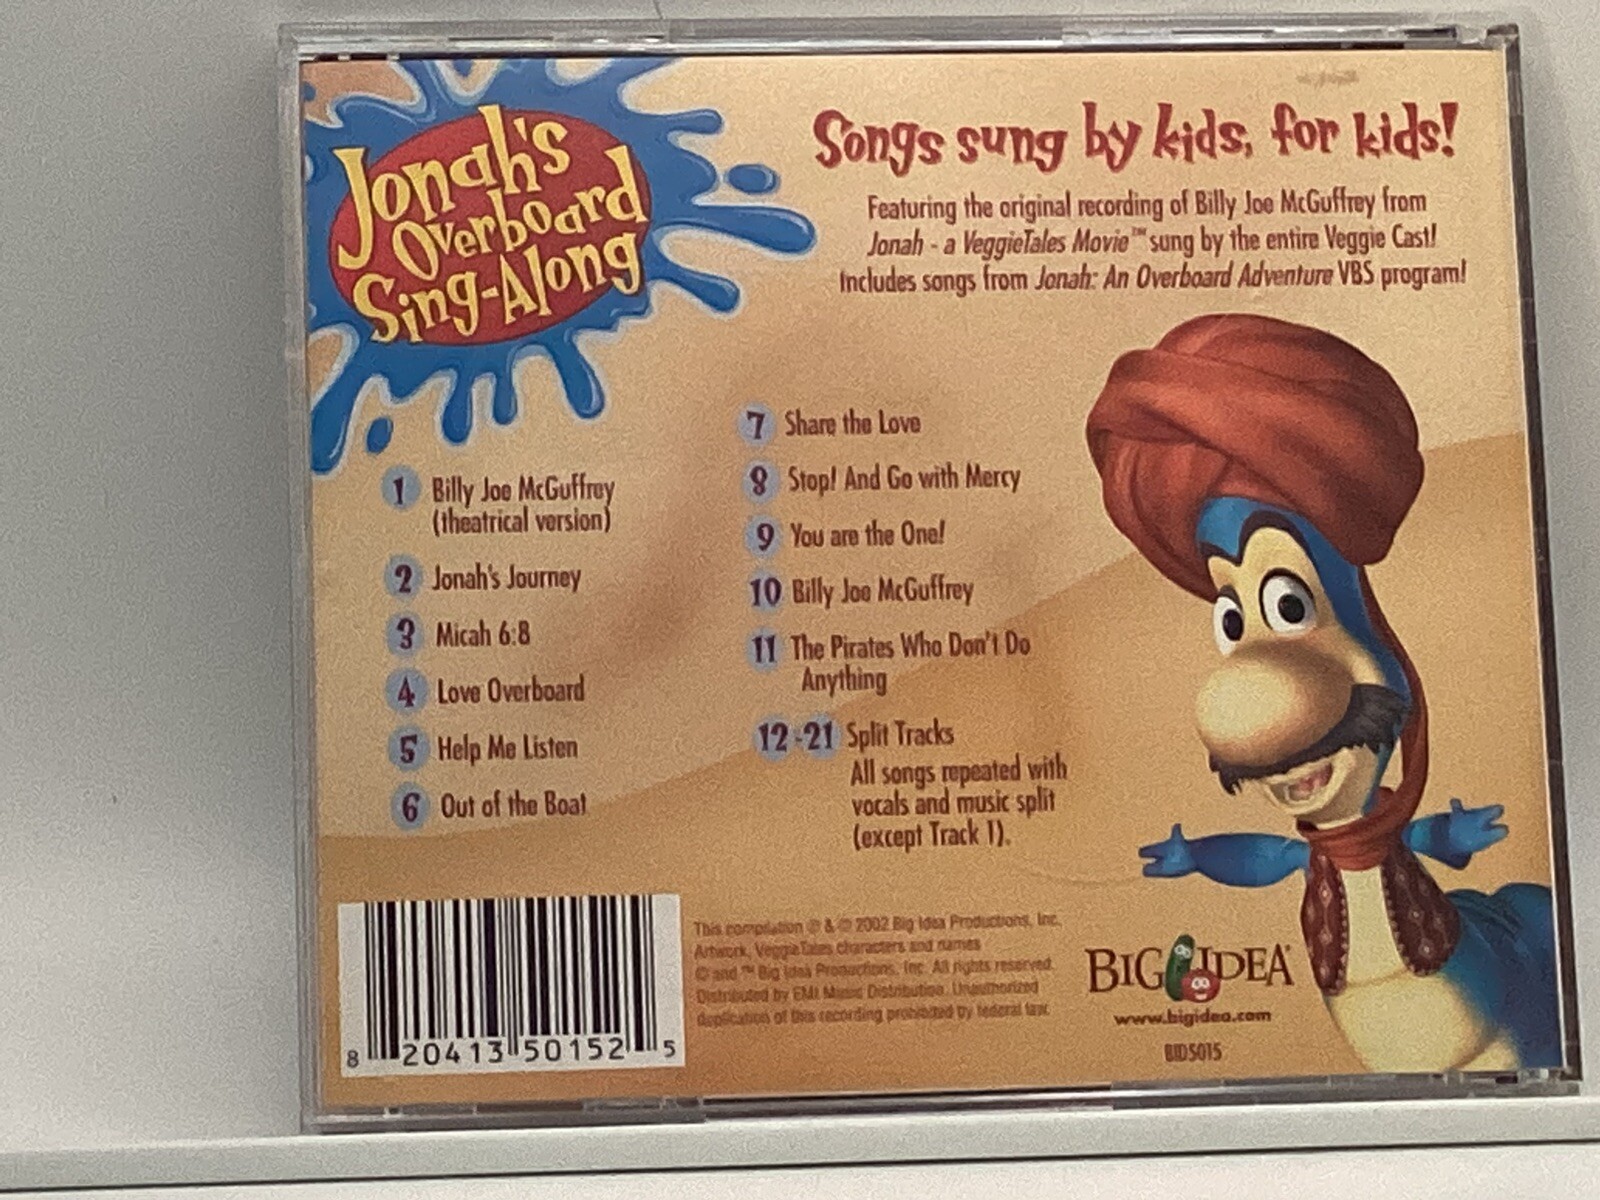 Jonah's
Overboard
Sing-Along
Songs sung by kids, for kids!
Featuring the original recording of Billy Joe McGuffrey from
Jonah - a VeggieTales Movie™ sung by the entire Veggie Cast!
Includes songs from Jonah: An Overboard Adventure VBS program!
1 Billy Joe McGuffrey
(theatrical version)
2 Jonah's Journey
3 Micah 6:8
4 Love Overboard
5 Help Me Listen
6 Out of the Boat
7 Share the Love
8 Stop! And Go with Mercy
9 You are the One!
10 Billy Joe McGuffrey
11 The Pirates Who Don't Do
Anything
12-21 Split Tracks
All songs repeated with
vocals and music split
(except Track 1).
8 20413 50152 5
This compilation ℗ & © 2002 Big Idea Productions, Inc.
Artwork, VeggieTales characters and names
© and ™ Big Idea Productions, Inc. All rights reserved.
Distributed by EMI Music Distribution. Unauthorized
duplication of this recording prohibited by federal law.
BIG IDEA®
www.bigidea.com
BID5015